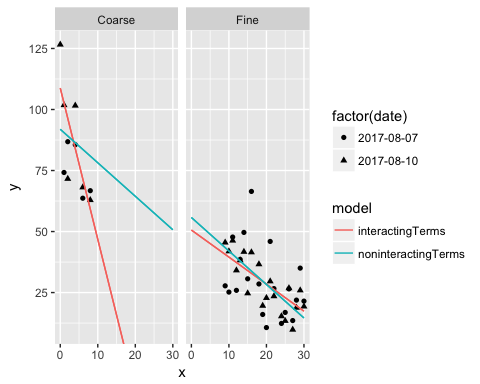 Coarse
Fine
125
100
75
50
25
y
0
10
20
30
0
10
20
30
x
factor(date)
2017-08-07
2017-08-10
model
interactingTerms
noninteractingTerms